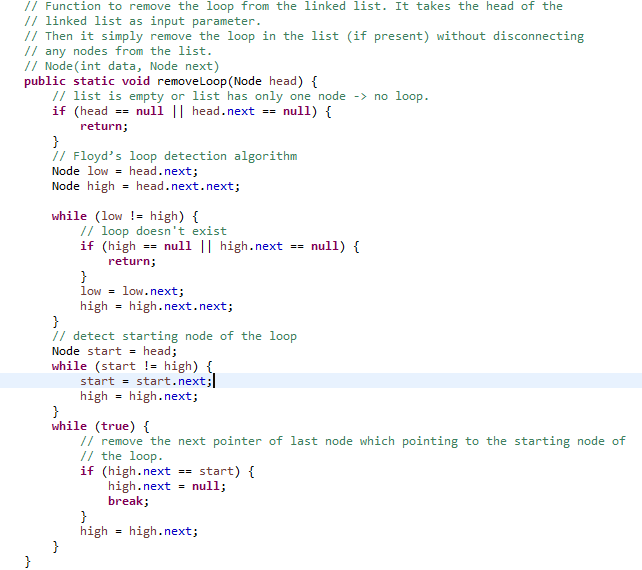 // Function to remove the loop from the linked list. It takes the head of the
// linked list as input parameter.
// Then it simply remove the loop in the list (if present) without disconnecting
// any nodes from the list.
// Node(int data, Node next)
public static void removeLoop(Node head) {
    // list is empty or list has only one node -> no loop.
    if (head == null || head.next == null) {
        return;
    }
    // Floyd’s loop detection algorithm
    Node low = head.next;
    Node high = head.next.next;

    while (low != high) {
        // loop doesn't exist
        if (high == null || high.next == null) {
            return;
        }
        low = low.next;
        high = high.next.next;
    }
    // detect starting node of the loop
    Node start = head;
    while (start != high) {
        start = start.next;
        high = high.next;
    }
    while (true) {
        // remove the next pointer of last node which pointing to the starting node of
        // the loop.
        if (high.next == start) {
            high.next = null;
            break;
        }
        high = high.next;
    }
}